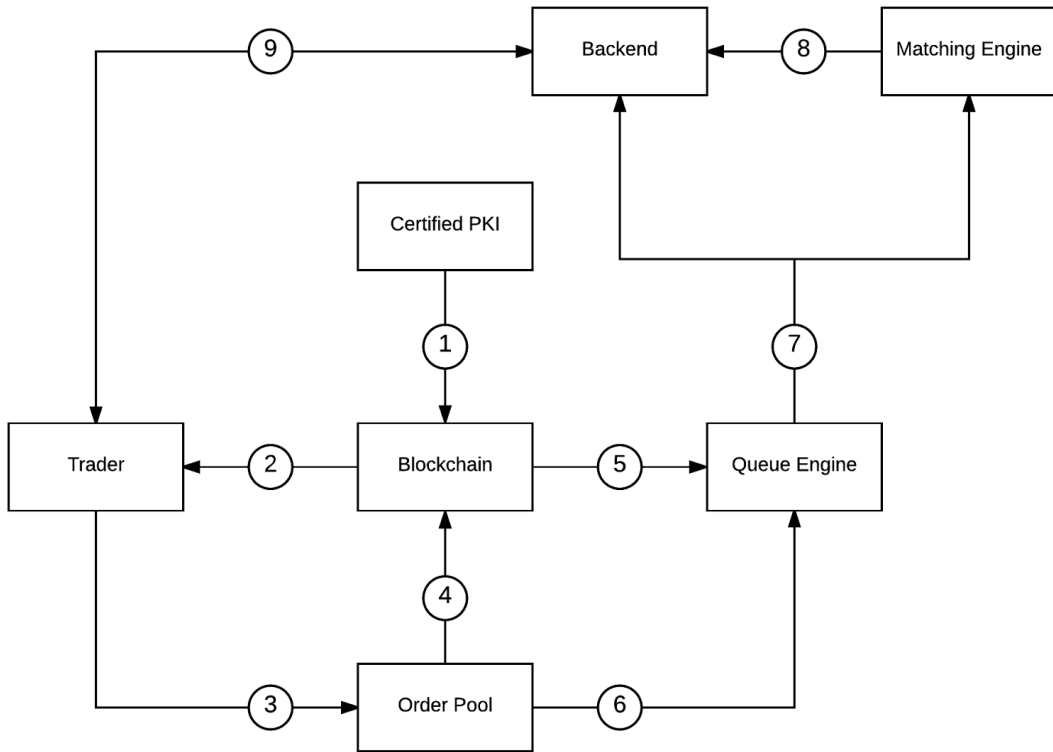 9
Backend
8
Matching Engine
Certified PKI
1
7
Trader
2
Blockchain
5
Queue Engine
4
3
Order Pool
6